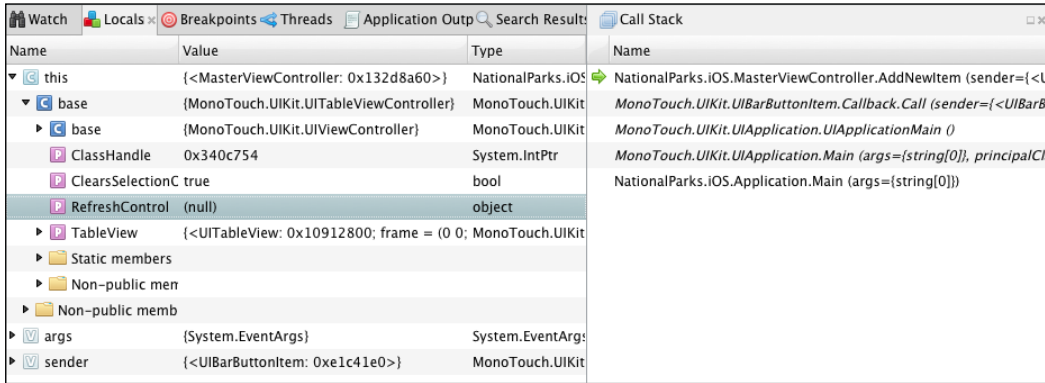 Watch Locals Breakpoints Threads Application Outp Search Results Call Stack
Name Value Type Name
this {<MasterViewController: 0x132d8a60>} NationalParks.iOS NationalParks.iOS.MasterViewController.AddNewItem (sender={<U
base {MonoTouch.UIKit.UITableViewController} MonoTouch.UIKit MonoTouch.UIKit.UIBarButtonItem.Callback.Call (sender={<UIBarB
base {MonoTouch.UIKit.UIViewController} MonoTouch.UIKit MonoTouch.UIKit.UIApplication.UIApplicationMain ()
ClassHandle 0x340c754 System.IntPtr MonoTouch.UIKit.UIApplication.Main (args={string[0]}, principalCl
ClearsSelectionC true bool NationalParks.iOS.Application.Main (args={string[0]})
RefreshControl (null) object
TableView {<UITableView: 0x10912800; frame = (0 0; MonoTouch.UIKit
Static members
Non-public men
Non-public memb
args {System.EventArgs} System.EventArgs
sender {<UIBarButtonItem: 0xe1c41e0>} MonoTouch.UIKit